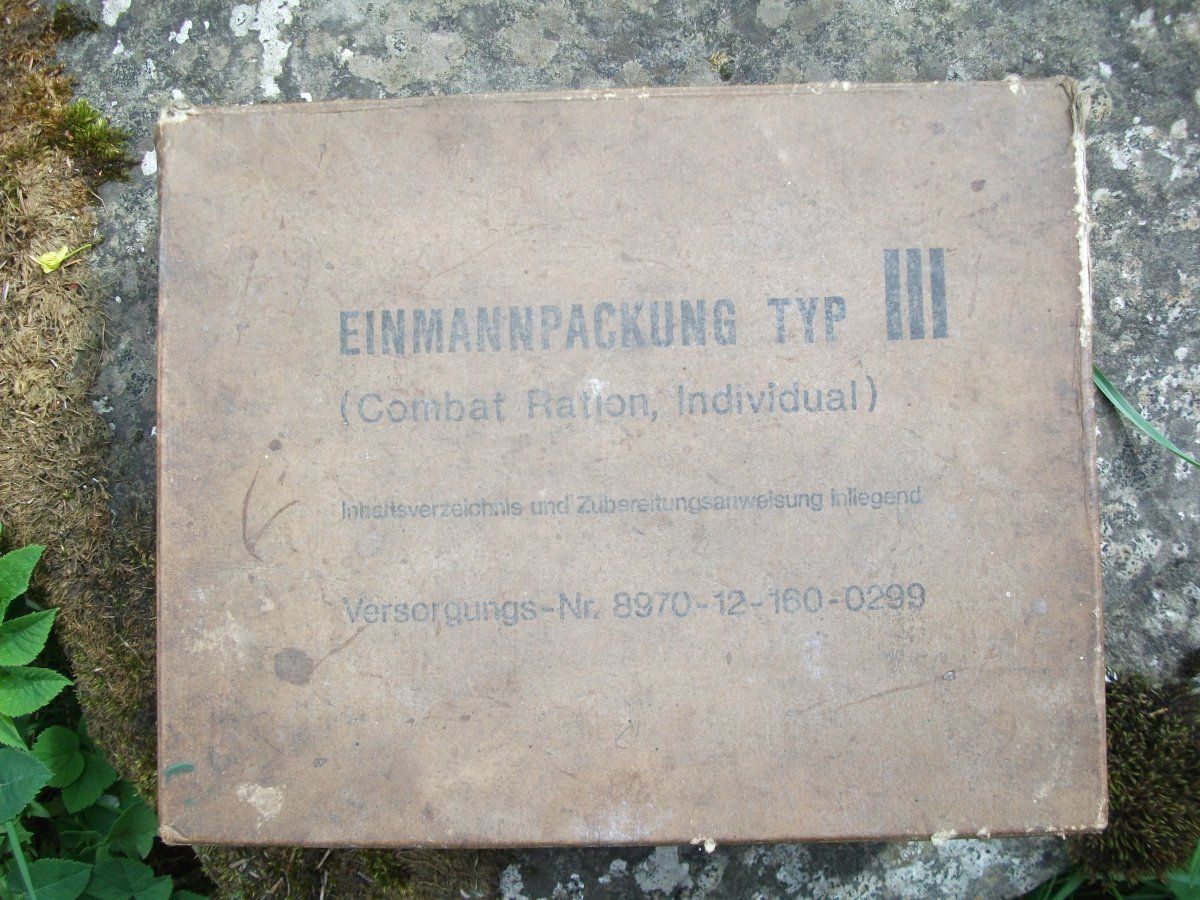 EINMANNPACKUNG TYP III
(Combat Ration, Individual)
Inhaltsverzeichnis und Zubereitungsanweisung inliegend
Versorgungs-Nr. 8970-12-160-0299